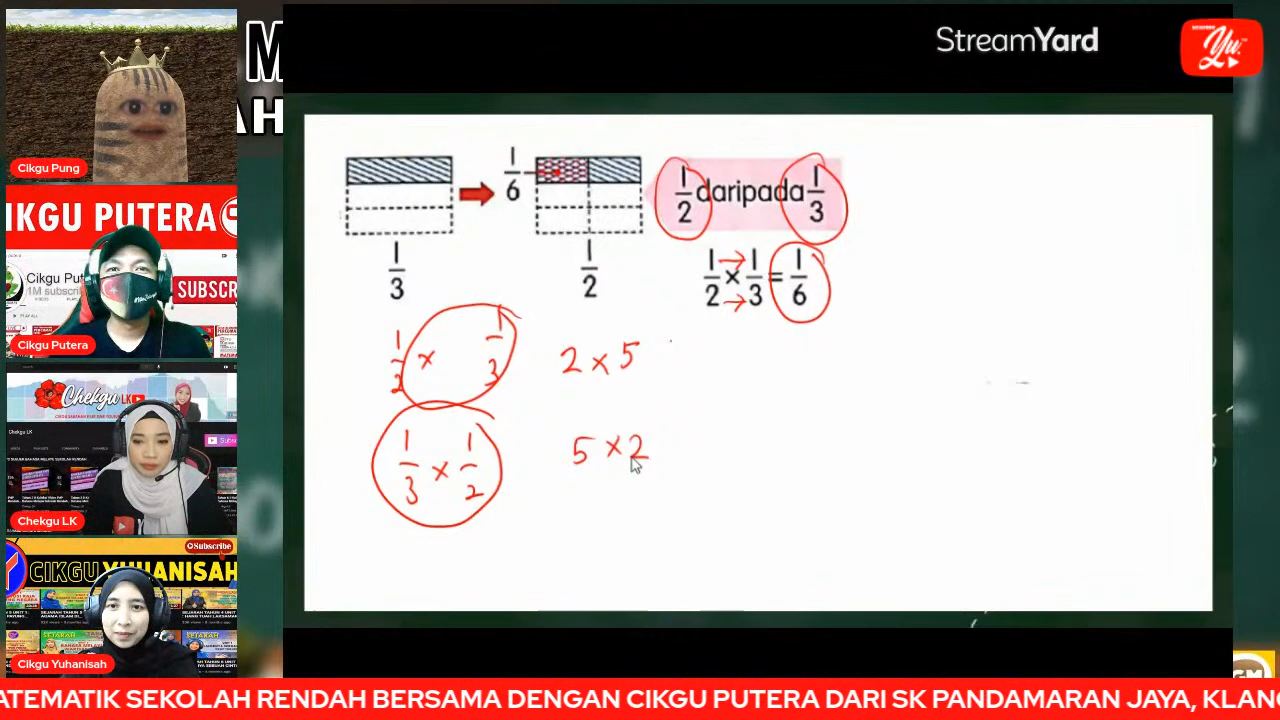 StreamYard
Yu.
M
AH
Cikgu Pung
CIKGU PUTERA
Cikgu Put
1M subscribers
SUBSCR
Cikgu Putera
Chekgu LK
Chekgu LK
Subscribe
CIKGU YUHANISAH
Cikgu Yuhanisah
1/3
1/6
1/2
1/2 daripada 1/3
1/2 × 1/3 = 1/6
1/2 × 1/3
2 × 5
1/3 × 1/2
5 × 2
ATEMATIK SEKOLAH RENDAH BERSAMA DENGAN CIKGU PUTERA DARI SK PANDAMARAN JAYA, KLANG